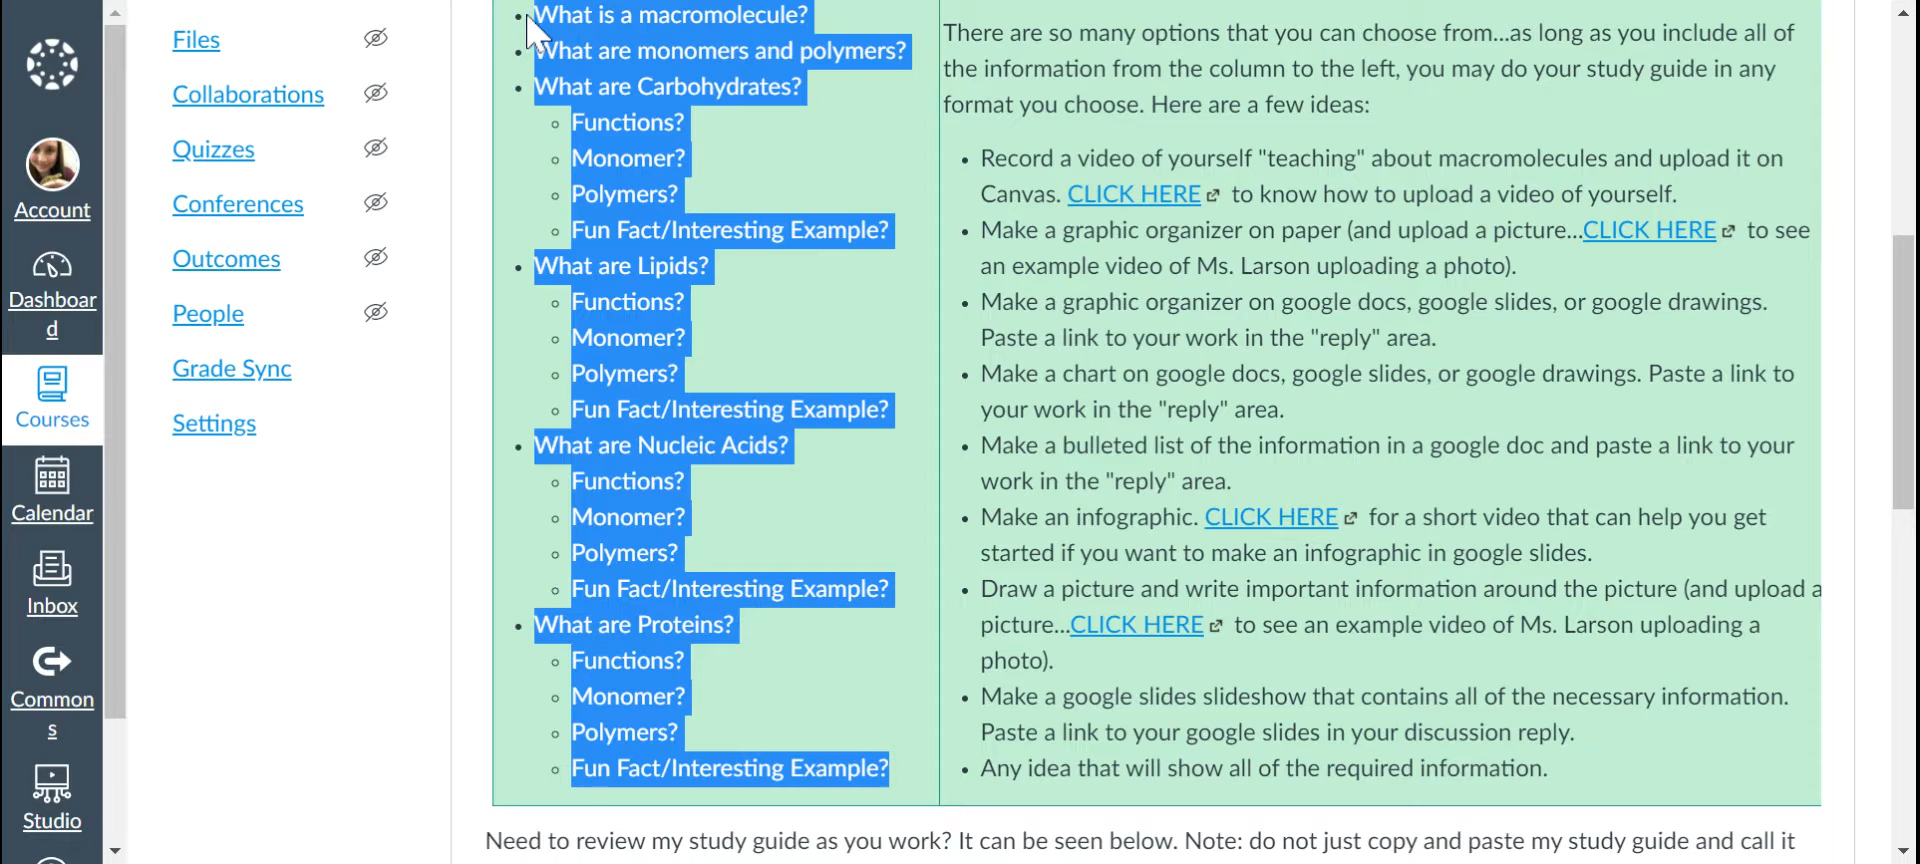 Account
Dashboar
d
Courses
Calendar
Inbox
Common
s
Studio
Files
Collaborations
Quizzes
Conferences
Outcomes
People
Grade Sync
Settings
What is a macromolecule?
What are monomers and polymers?
What are Carbohydrates?
Functions?
Monomer?
Polymers?
Fun Fact/Interesting Example?
What are Lipids?
Functions?
Monomer?
Polymers?
Fun Fact/Interesting Example?
What are Nucleic Acids?
Functions?
Monomer?
Polymers?
Fun Fact/Interesting Example?
What are Proteins?
Functions?
Monomer?
Polymers?
Fun Fact/Interesting Example?
There are so many options that you can choose from...as long as you include all of
the information from the column to the left, you may do your study guide in any
format you choose. Here are a few ideas:
Record a video of yourself "teaching" about macromolecules and upload it on
Canvas. CLICK HERE to know how to upload a video of yourself.
Make a graphic organizer on paper (and upload a picture...CLICK HERE to see
an example video of Ms. Larson uploading a photo).
Make a graphic organizer on google docs, google slides, or google drawings.
Paste a link to your work in the "reply" area.
Make a chart on google docs, google slides, or google drawings. Paste a link to
your work in the "reply" area.
Make a bulleted list of the information in a google doc and paste a link to your
work in the "reply" area.
Make an infographic. CLICK HERE for a short video that can help you get
started if you want to make an infographic in google slides.
Draw a picture and write important information around the picture (and upload a
picture...CLICK HERE to see an example video of Ms. Larson uploading a
photo).
Make a google slides slideshow that contains all of the necessary information.
Paste a link to your google slides in your discussion reply.
Any idea that will show all of the required information.
Need to review my study guide as you work? It can be seen below. Note: do not just copy and paste my study guide and call it